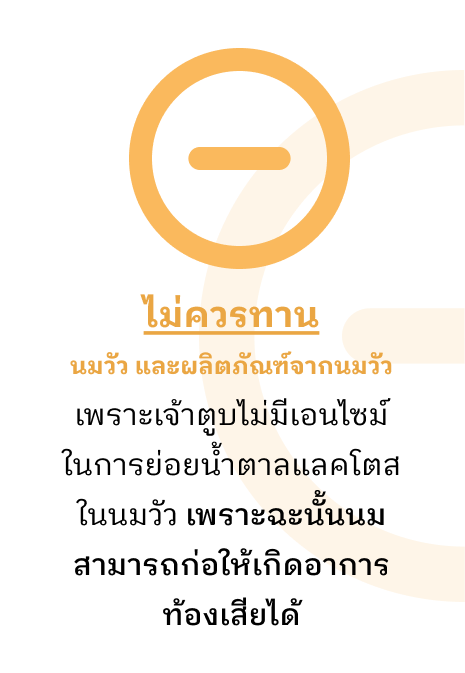 ไม่ควรทาน
นมวัว และผลิตภัณฑ์จากนมวัว
เพราะเจ้าตูบไม่มีเอนไซม์
ในการย่อยน้ำตาลแลคโตส
ในนมวัว เพราะฉะนั้นนม
สามารถก่อให้เกิดอาการ
ท้องเสียได้